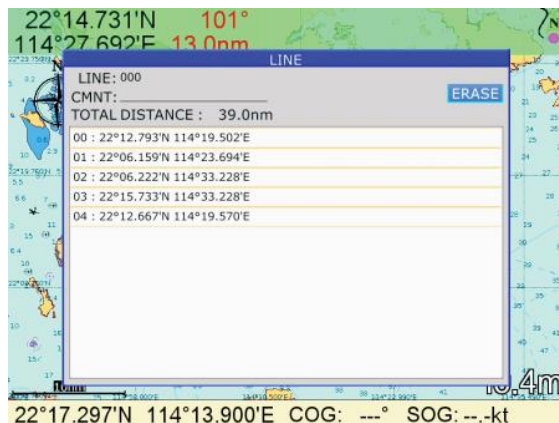 22°14.731'N 101°
114°27.692'E 13.0nm
LINE
LINE: 000
CMNT:
ERASE
TOTAL DISTANCE : 39.0nm
00 : 22°12.793'N 114°19.502'E
01 : 22°06.159'N 114°23.694'E
02 : 22°06.222'N 114°33.228'E
03 : 22°15.733'N 114°33.228'E
04 : 22°12.667'N 114°19.570'E
22°17.297'N 114°13.900'E COG: ---° SOG: --.-kt